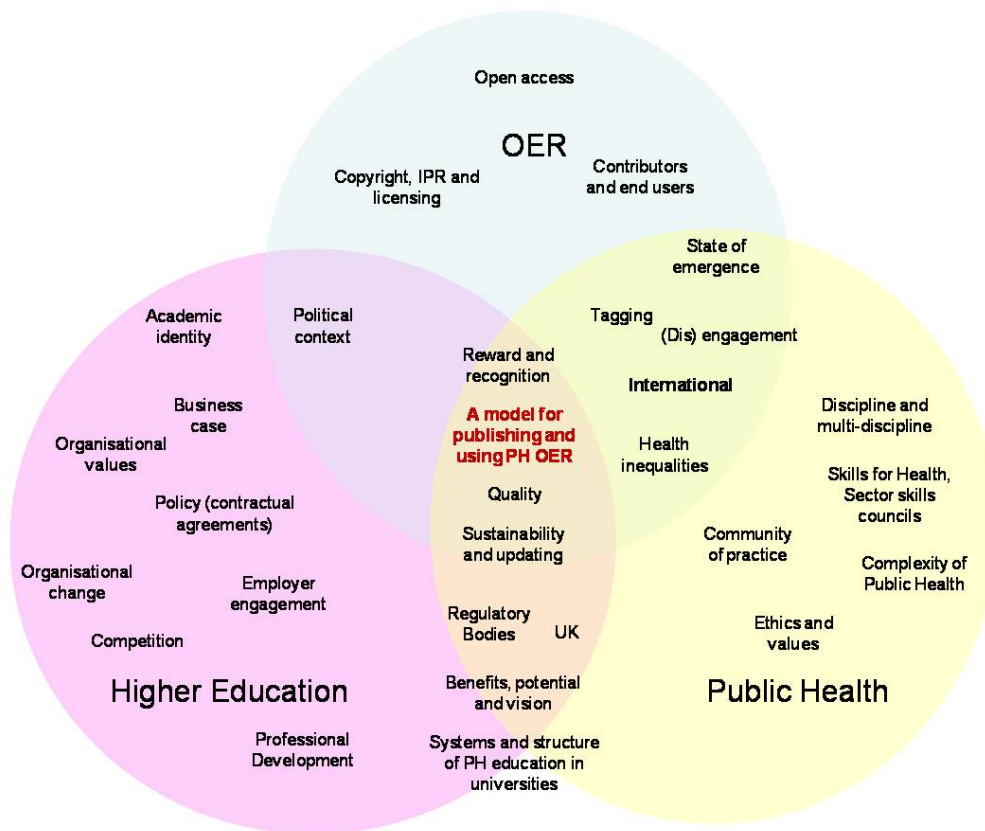 Open access
OER
Copyright, IPR and
licensing
Contributors
and end users
State of
emergence
Academic
identity
Political
context
Tagging
(Dis) engagement
Reward and
recognition
International
Business
case
A model for
publishing and
using PH OER
Discipline and
multi-discipline
Organisational
values
Health
inequalities
Policy (contractual
agreements)
Quality
Skills for Health,
Sector skills
councils
Sustainability
and updating
Community
of practice
Organisational
change
Employer
engagement
Complexity of
Public Health
Competition
Regulatory
Bodies
UK
Ethics and
values
Higher Education
Benefits, potential
and vision
Public Health
Professional
Development
Systems and structure
of PH education in
universities